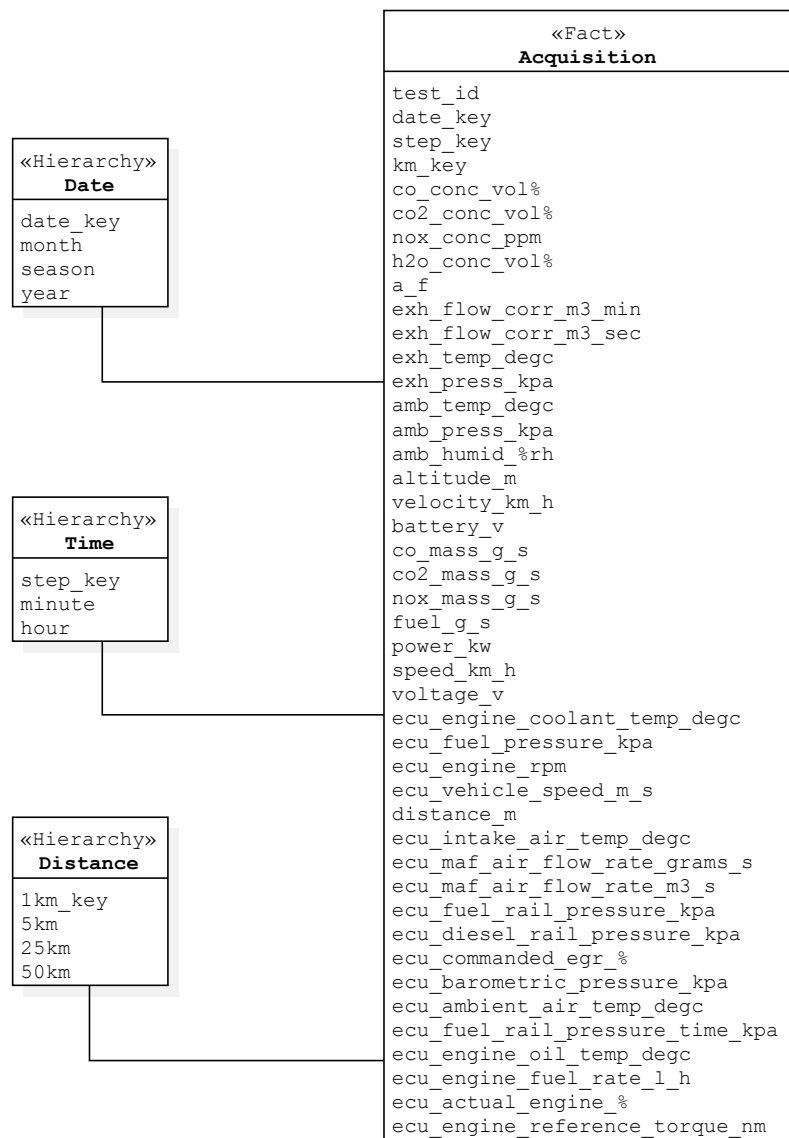 «Fact»
Acquisition
test_id
date_key
step_key
km_key
co_conc_vol%
co2_conc_vol%
nox_conc_ppm
h2o_conc_vol%
a_f
exh_flow_corr_m3_min
exh_flow_corr_m3_sec
exh_temp_degc
exh_press_kpa
amb_temp_degc
amb_press_kpa
amb_humid_%rh
altitude_m
velocity_km_h
battery_v
co_mass_g_s
co2_mass_g_s
nox_mass_g_s
fuel_g_s
power_kw
speed_km_h
voltage_v
ecu_engine_coolant_temp_degc
ecu_fuel_pressure_kpa
ecu_engine_rpm
ecu_vehicle_speed_m_s
distance_m
ecu_intake_air_temp_degc
ecu_maf_air_flow_rate_grams_s
ecu_maf_air_flow_rate_m3_s
ecu_fuel_rail_pressure_kpa
ecu_diesel_rail_pressure_kpa
ecu_commanded_egr_%
ecu_barometric_pressure_kpa
ecu_ambient_air_temp_degc
ecu_fuel_rail_pressure_time_kpa
ecu_engine_oil_temp_degc
ecu_engine_fuel_rate_l_h
ecu_actual_engine_%
ecu_engine_reference_torque_nm
«Hierarchy»
Date
date_key
month
season
year
«Hierarchy»
Time
step_key
minute
hour
«Hierarchy»
Distance
1km_key
5km
25km
50km